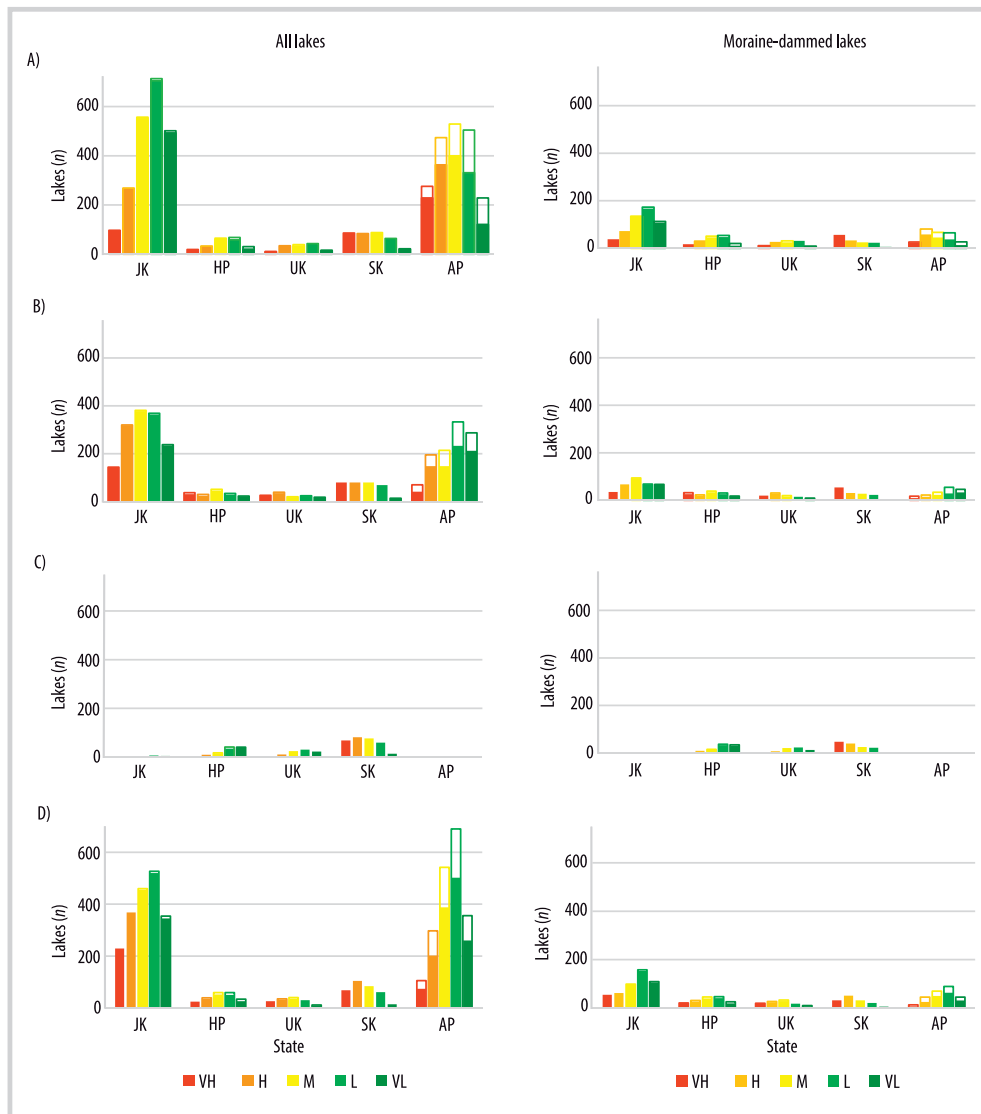 All lakes
Moraine-dammed lakes
A)
Lakes (n)
600
400
200
0
JK HP UK SK AP
Lakes (n)
600
400
200
0
JK HP UK SK AP
B)
Lakes (n)
600
400
200
0
JK HP UK SK AP
Lakes (n)
600
400
200
0
JK HP UK SK AP
C)
Lakes (n)
600
400
200
0
JK HP UK SK AP
Lakes (n)
600
400
200
0
JK HP UK SK AP
D)
Lakes (n)
600
400
200
0
JK HP UK SK AP
State
Lakes (n)
600
400
200
0
JK HP UK SK AP
State
VH H M L VL
VH H M L VL